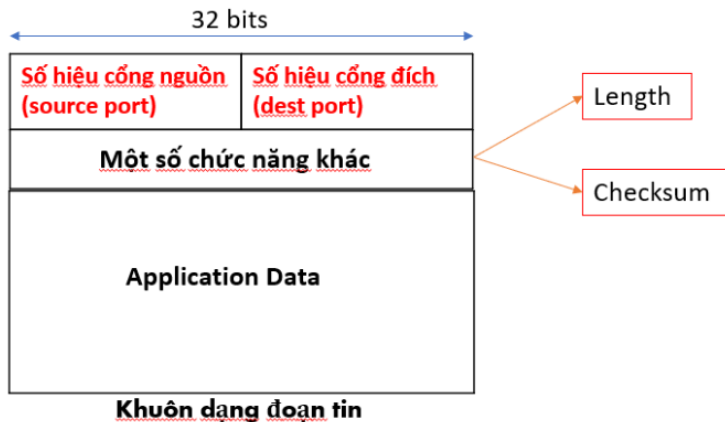 32 bits
Số hiệu cổng nguồn
(source port)
Số hiệu cổng đích
(dest port)
Length
Một số chức năng khác
Checksum
Application Data
Khuôn dạng đoạn tin